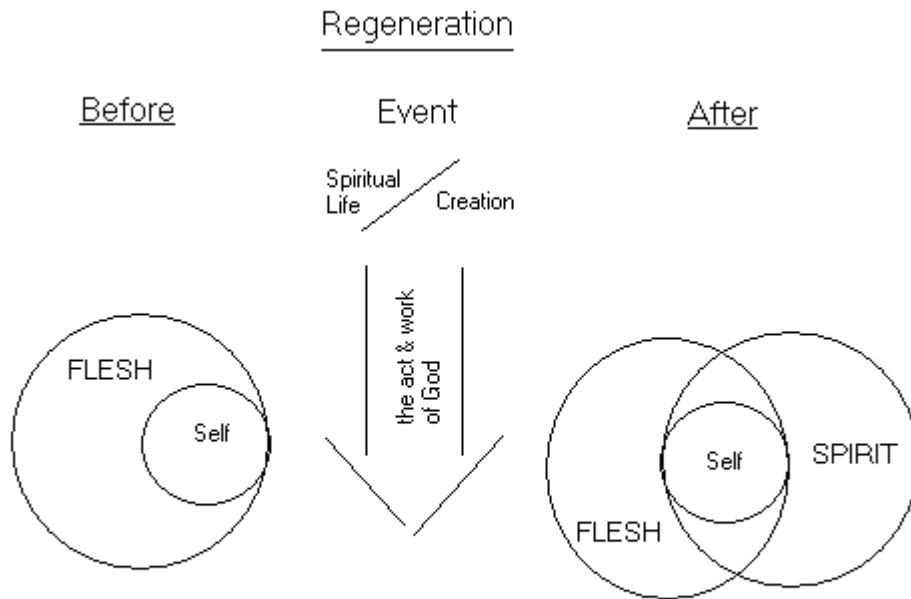 Regeneration
Before
Event
After
Spiritual
Life
Creation
the act & work
of God
FLESH
Self
Self
SPIRIT
FLESH